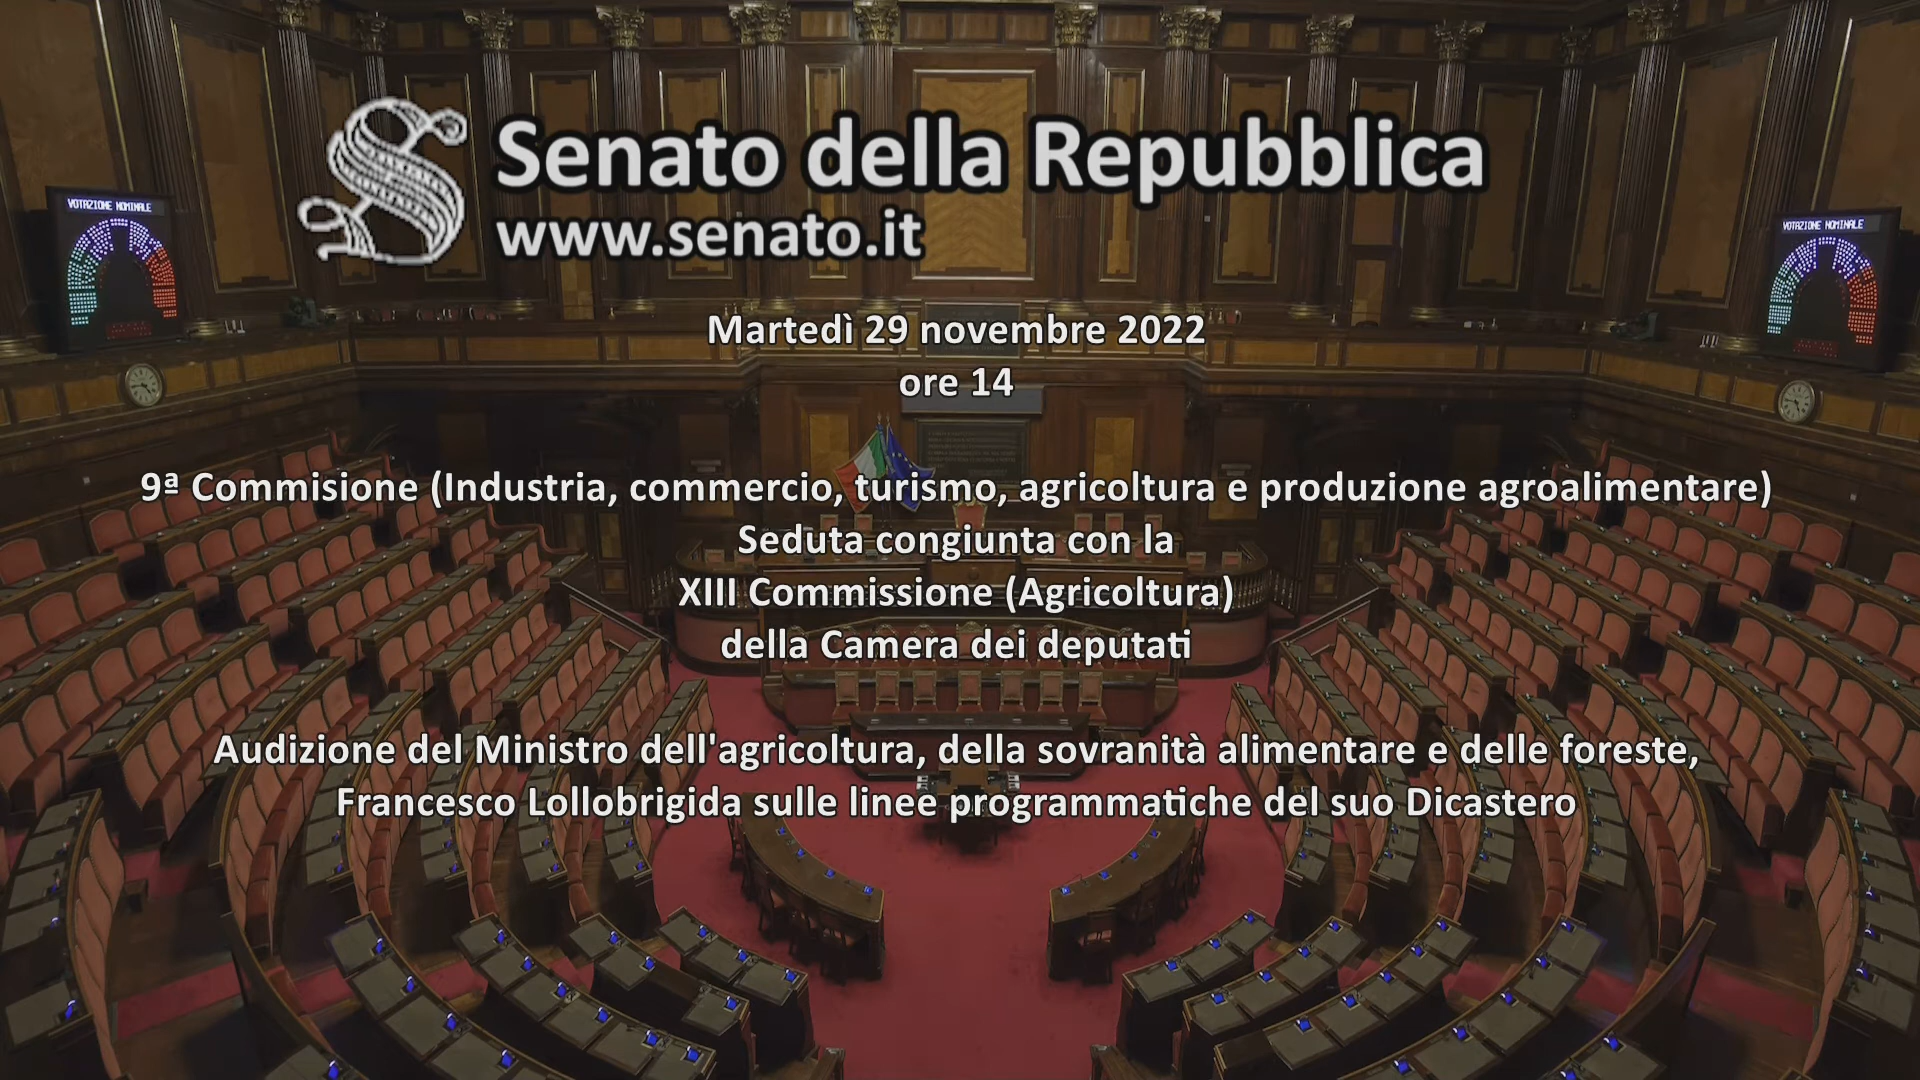 Senato della Repubblica
www.senato.it
VOTAZIONE NOMINALE
VOTAZIONE NOMINALE
Martedì 29 novembre 2022
ore 14
9ª Commisione (Industria, commercio, turismo, agricoltura e produzione agroalimentare)
Seduta congiunta con la
XIII Commissione (Agricoltura)
della Camera dei deputati
Audizione del Ministro dell'agricoltura, della sovranità alimentare e delle foreste,
Francesco Lollobrigida sulle linee programmatiche del suo Dicastero